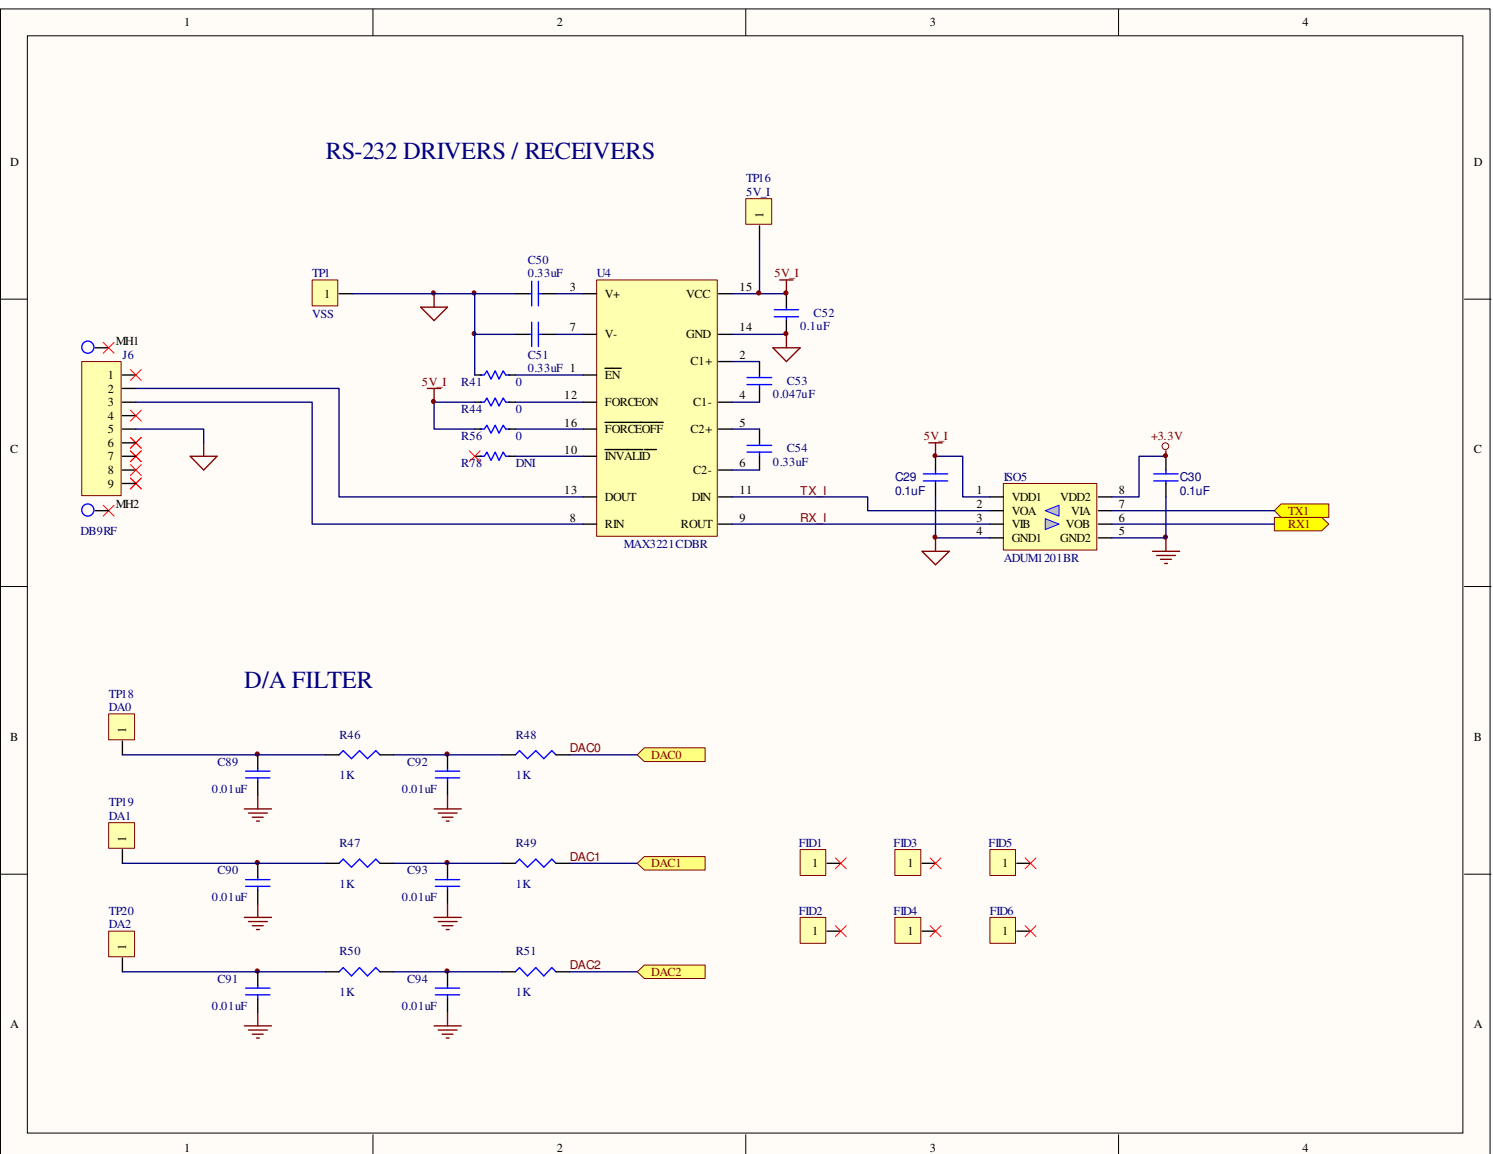 1 2 3 4
D D
RS-232 DRIVERS / RECEIVERS
TP16
5V_I
1
TP1
1
VSS
C50
0.33uF
C51
0.33uF
5V_I
R41 0
R44 0
R56 0
R78 DNI
U4
3 V+ VCC 15
7 V- GND 14
1 EN C1+ 2
12 FORCEON C1- 4
16 FORCEOFF C2+ 5
10 INVALID C2- 6
13 DOUT DIN 11
8 RIN ROUT 9
MAX3221CDBR
5V_I
C52
0.1uF
C53
0.047uF
C54
0.33uF
TX_I
RX_I
MH1
J6
1
2
3
4
5
6
7
8
9
MH2
DB9RF
C C
5V_I
C29
0.1uF
+3.3V
C30
0.1uF
ISO5
1 VDD1 VDD2 8
2 VOA VIA 7
3 VIB VOB 6
4 GND1 GND2 5
ADUM1201BR
TX1
RX1
D/A FILTER
B B
TP18
DA0
1
C89
0.01uF
R46
1K
C92
0.01uF
R48
1K
DAC0 DAC0
TP19
DA1
1
C90
0.01uF
R47
1K
C93
0.01uF
R49
1K
DAC1 DAC1
TP20
DA2
1
C91
0.01uF
R50
1K
C94
0.01uF
R51
1K
DAC2 DAC2
FID1 FID3 FID5
1 1 1
FID2 FID4 FID6
1 1 1
A A
1 2 3 4